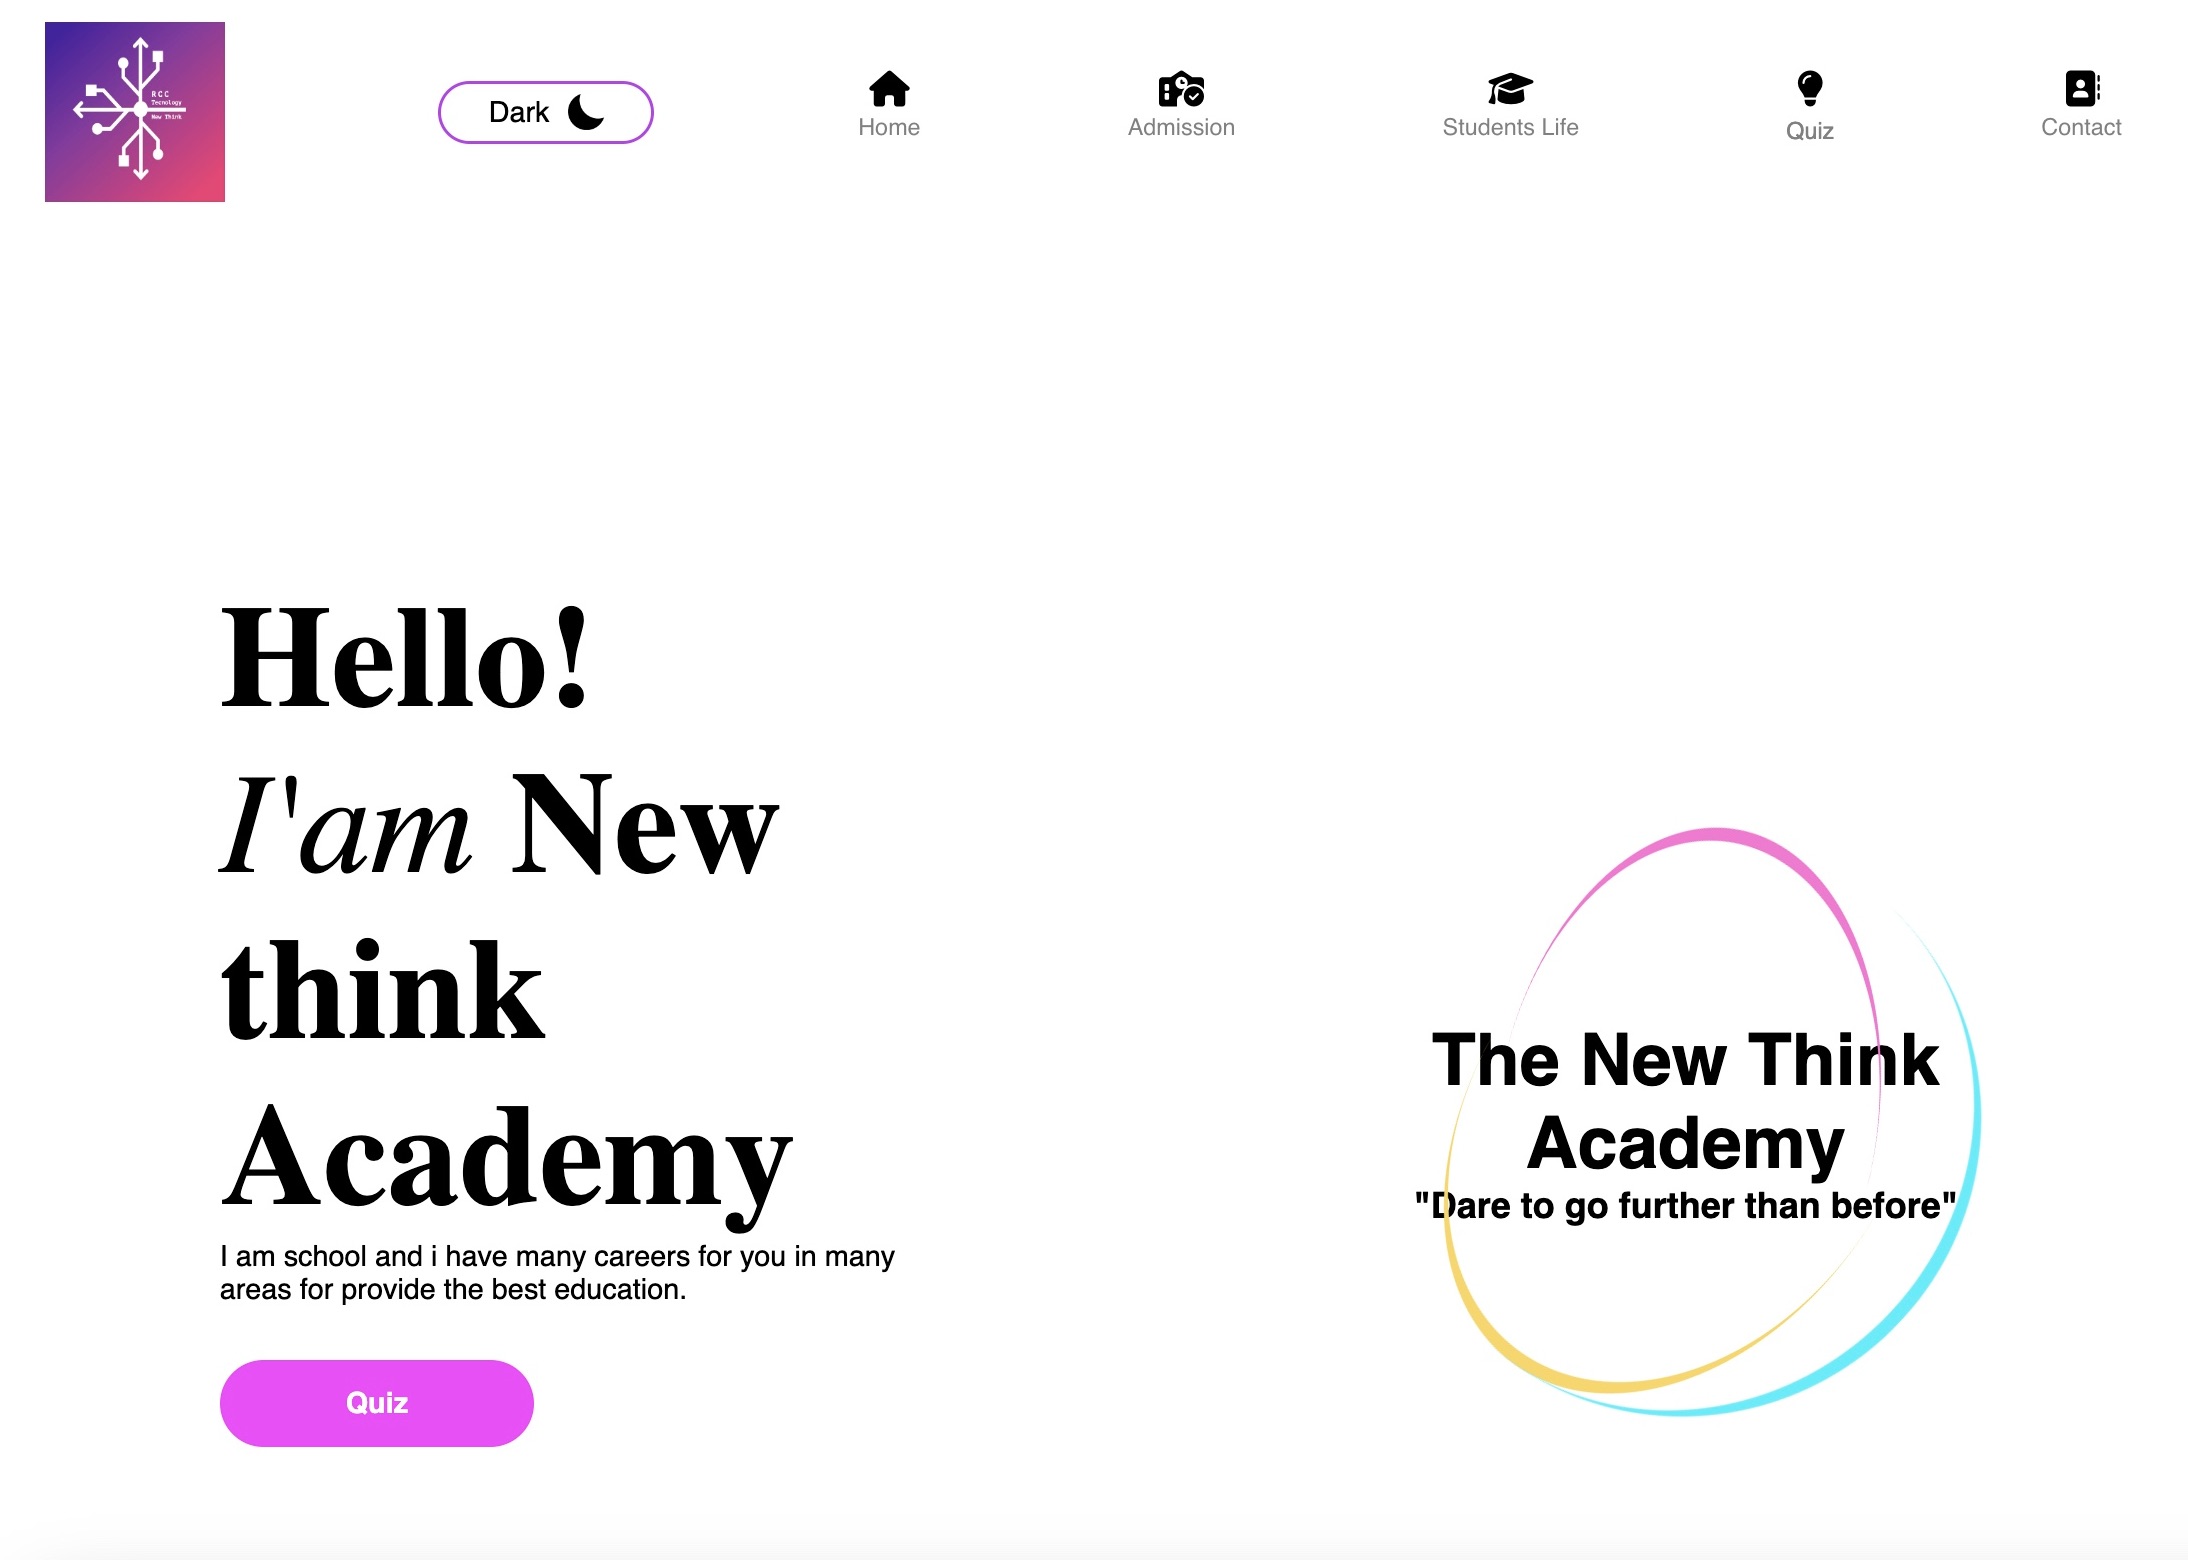 RCC
Tecnology
New Think
Dark
Home
Admission
Students Life
Quiz
Contact
Hello!
I'am New
think
Academy
I am school and i have many careers for you in many
areas for provide the best education.
Quiz
The New Think
Academy
"Dare to go further than before"